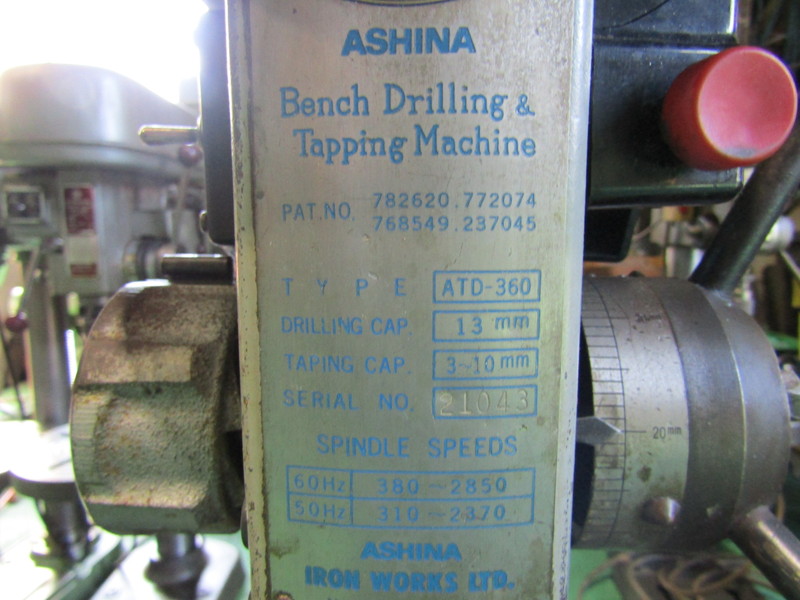 ASHINA
Bench Drilling &
Tapping Machine
PAT.NO. 782620.772074
768549.237045
TYPE ATD-360
DRILLING CAP. 13 mm
TAPING CAP. 3~10 mm
SERIAL NO. 21043
SPINDLE SPEEDS
60Hz 380~2850
50Hz 310~2370
ASHINA
IRON WORKS LTD.
20mm